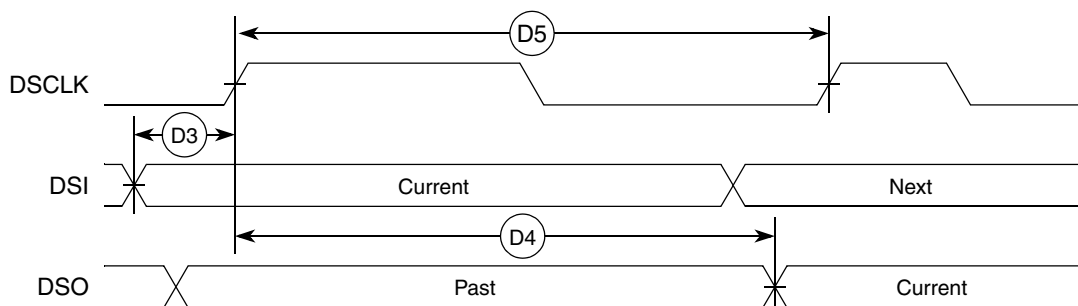 D5
DSCLK
D3
DSI Current Next
D4
DSO Past Current